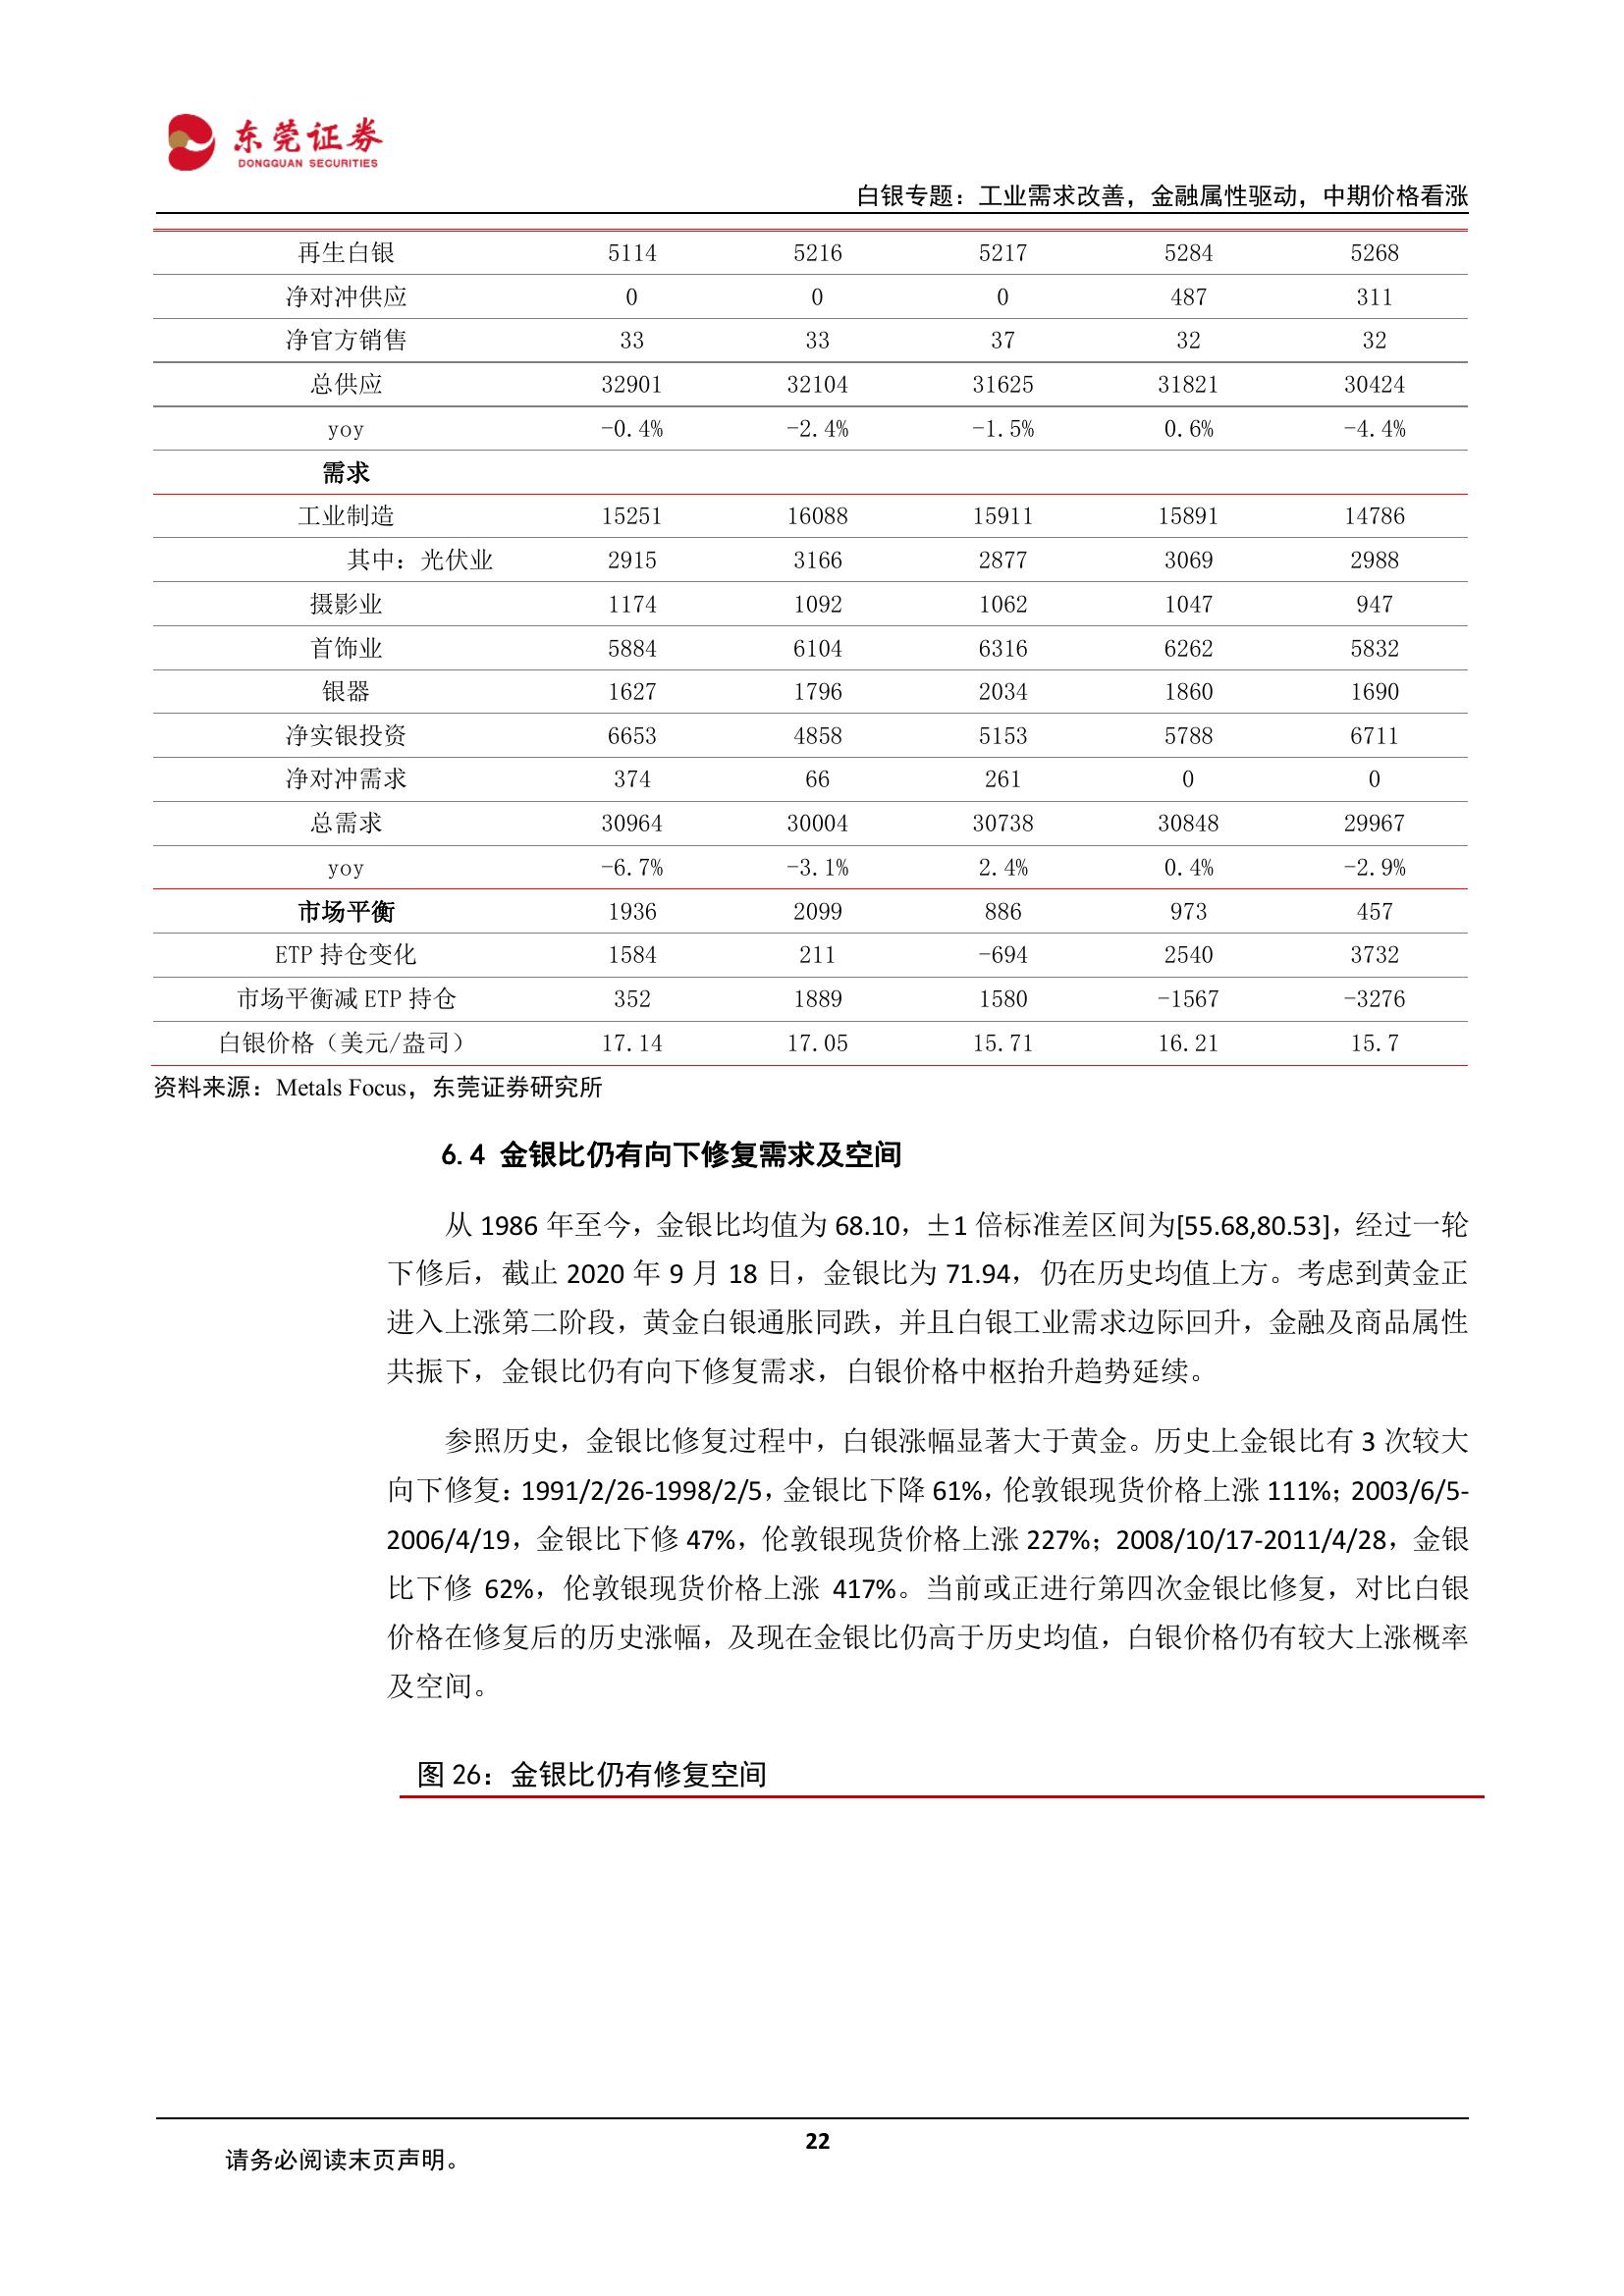 东莞证券
DONGGUAN SECURITIES
白银专题：工业需求改善，金融属性驱动，中期价格看涨
再生白银 5114 5216 5217 5284 5268
净对冲供应 0 0 0 487 311
净官方销售 33 33 37 32 32
总供应 32901 32104 31625 31821 30424
yoy -0.4% -2.4% -1.5% 0.6% -4.4%
需求
工业制造 15251 16088 15911 15891 14786
其中：光伏业 2915 3166 2877 3069 2988
摄影业 1174 1092 1062 1047 947
首饰业 5884 6104 6316 6262 5832
银器 1627 1796 2034 1860 1690
净实银投资 6653 4858 5153 5788 6711
净对冲需求 374 66 261 0 0
总需求 30964 30004 30738 30848 29967
yoy -6.7% -3.1% 2.4% 0.4% -2.9%
市场平衡 1936 2099 886 973 457
ETP 持仓变化 1584 211 -694 2540 3732
市场平衡减 ETP 持仓 352 1889 1580 -1567 -3276
白银价格（美元/盎司） 17.14 17.05 15.71 16.21 15.7
资料来源：Metals Focus，东莞证券研究所
6.4 金银比仍有向下修复需求及空间
从 1986 年至今，金银比均值为 68.10，±1 倍标准差区间为[55.68,80.53]，经过一轮
下修后，截止 2020 年 9 月 18 日，金银比为 71.94，仍在历史均值上方。考虑到黄金正
进入上涨第二阶段，黄金白银通胀同跌，并且白银工业需求边际回升，金融及商品属性
共振下，金银比仍有向下修复需求，白银价格中枢抬升趋势延续。
参照历史，金银比修复过程中，白银涨幅显著大于黄金。历史上金银比有 3 次较大
向下修复：1991/2/26-1998/2/5，金银比下降 61%，伦敦银现货价格上涨 111%；2003/6/5-
2006/4/19，金银比下修 47%，伦敦银现货价格上涨 227%；2008/10/17-2011/4/28，金银
比下修 62%，伦敦银现货价格上涨 417%。当前或正进行第四次金银比修复，对比白银
价格在修复后的历史涨幅，及现在金银比仍高于历史均值，白银价格仍有较大上涨概率
及空间。
图 26：金银比仍有修复空间
22
请务必阅读末页声明。